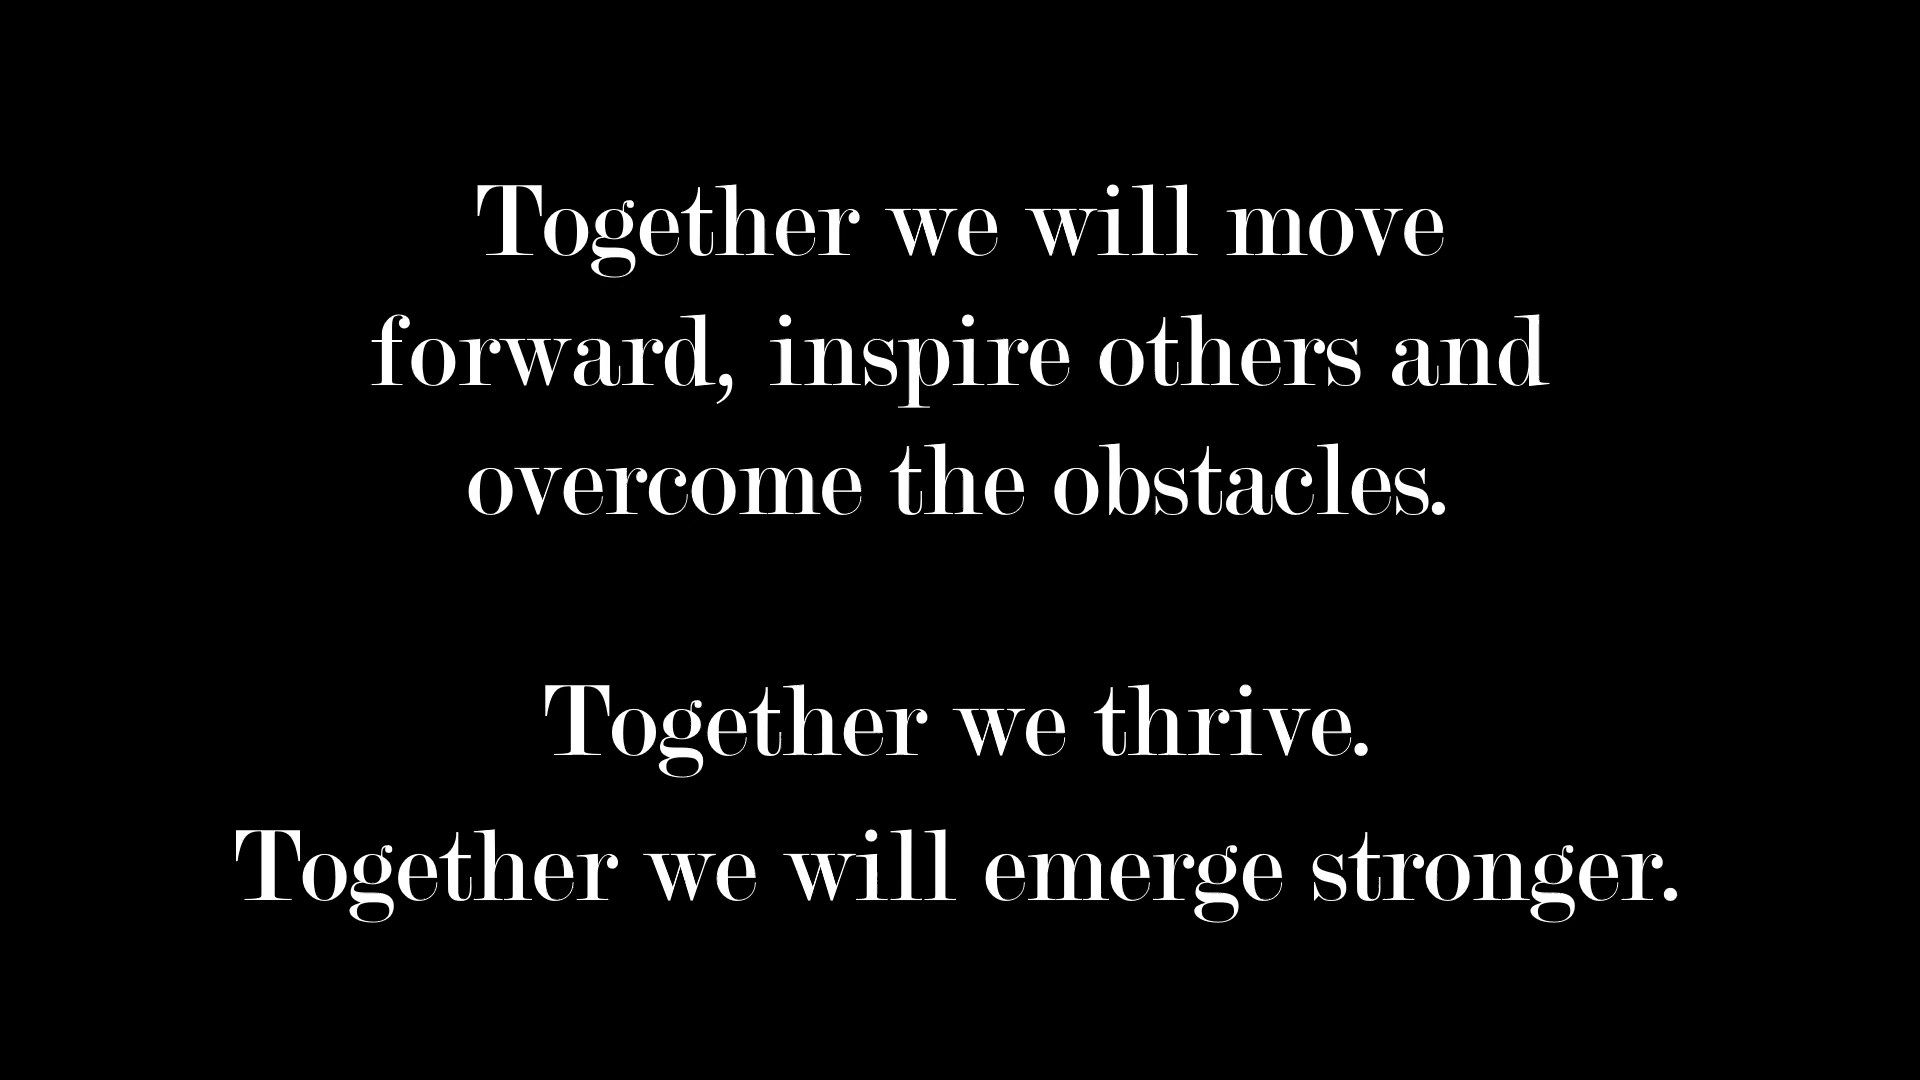 Together we will move
forward, inspire others and
overcome the obstacles.
Together we thrive.
Together we will emerge stronger.